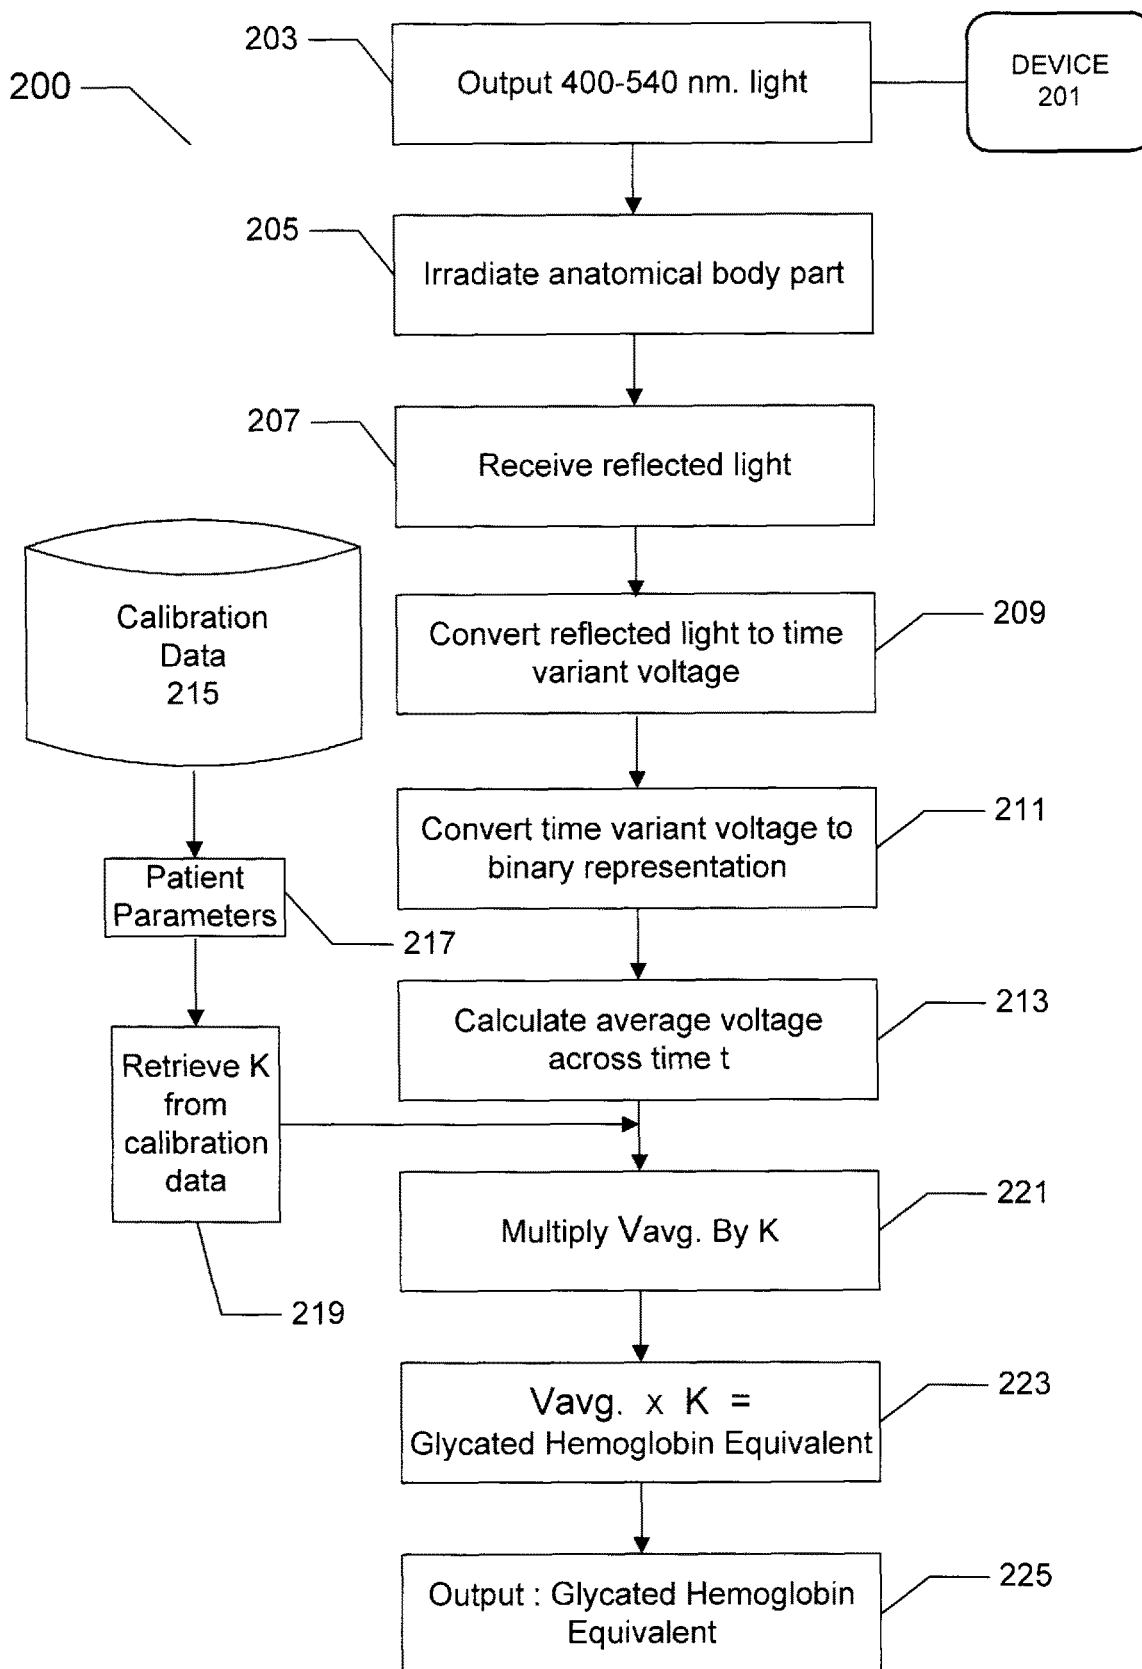 200
203
Output 400-540 nm. light
DEVICE
201
205
Irradiate anatomical body part
207
Receive reflected light
Calibration
Data
215
Convert reflected light to time
variant voltage
209
Convert time variant voltage to
binary representation
211
Patient
Parameters
217
Calculate average voltage
across time t
213
Retrieve K
from
calibration
data
219
Multiply Vavg. By K
221
Vavg. x K =
Glycated Hemoglobin Equivalent
223
Output : Glycated Hemoglobin
Equivalent
225